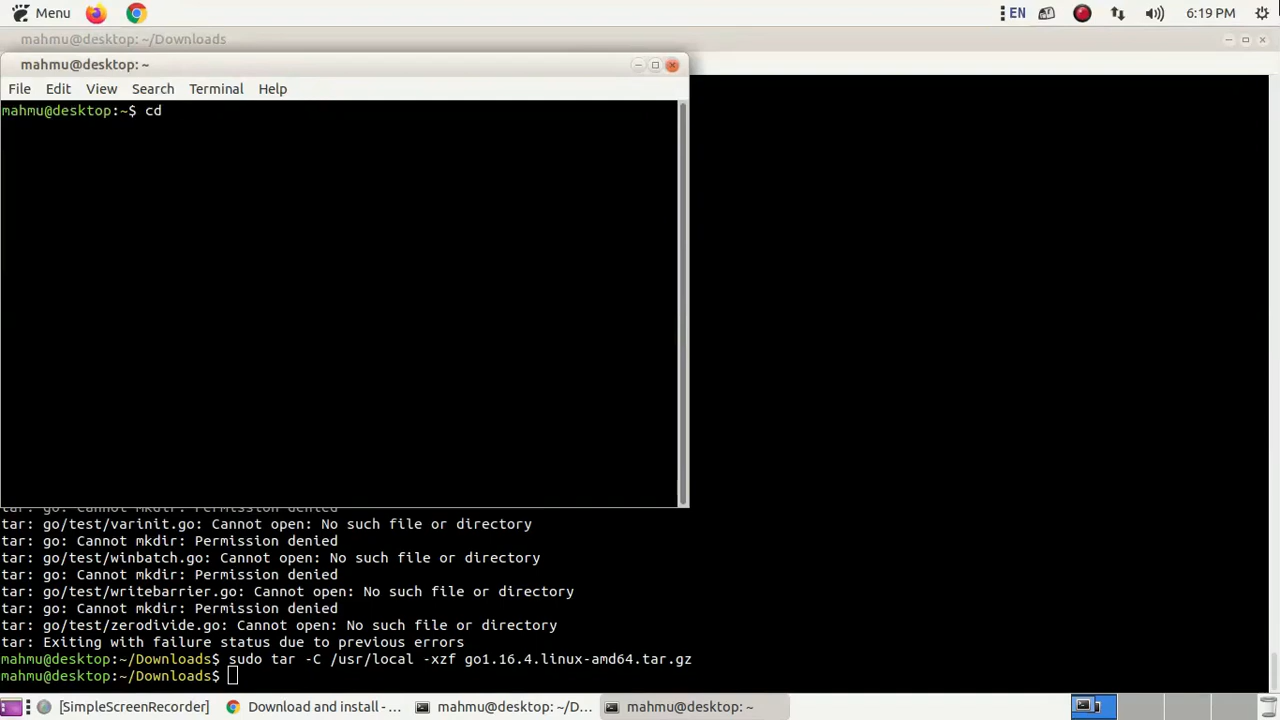 Menu
EN
6:19 PM
mahmu@desktop: ~/Downloads
mahmu@desktop: ~
File Edit View Search Terminal Help
mahmu@desktop:~$ cd
tar: go: Cannot mkdir: Permission denied
tar: go/test/varinit.go: Cannot open: No such file or directory
tar: go: Cannot mkdir: Permission denied
tar: go/test/winbatch.go: Cannot open: No such file or directory
tar: go: Cannot mkdir: Permission denied
tar: go/test/writebarrier.go: Cannot open: No such file or directory
tar: go: Cannot mkdir: Permission denied
tar: go/test/zerodivide.go: Cannot open: No such file or directory
tar: Exiting with failure status due to previous errors
mahmu@desktop:~/Downloads$ sudo tar -C /usr/local -xzf go1.16.4.linux-amd64.tar.gz
mahmu@desktop:~/Downloads$
[SimpleScreenRecorder]
Download and install - ...
mahmu@desktop: ~/D...
mahmu@desktop: ~